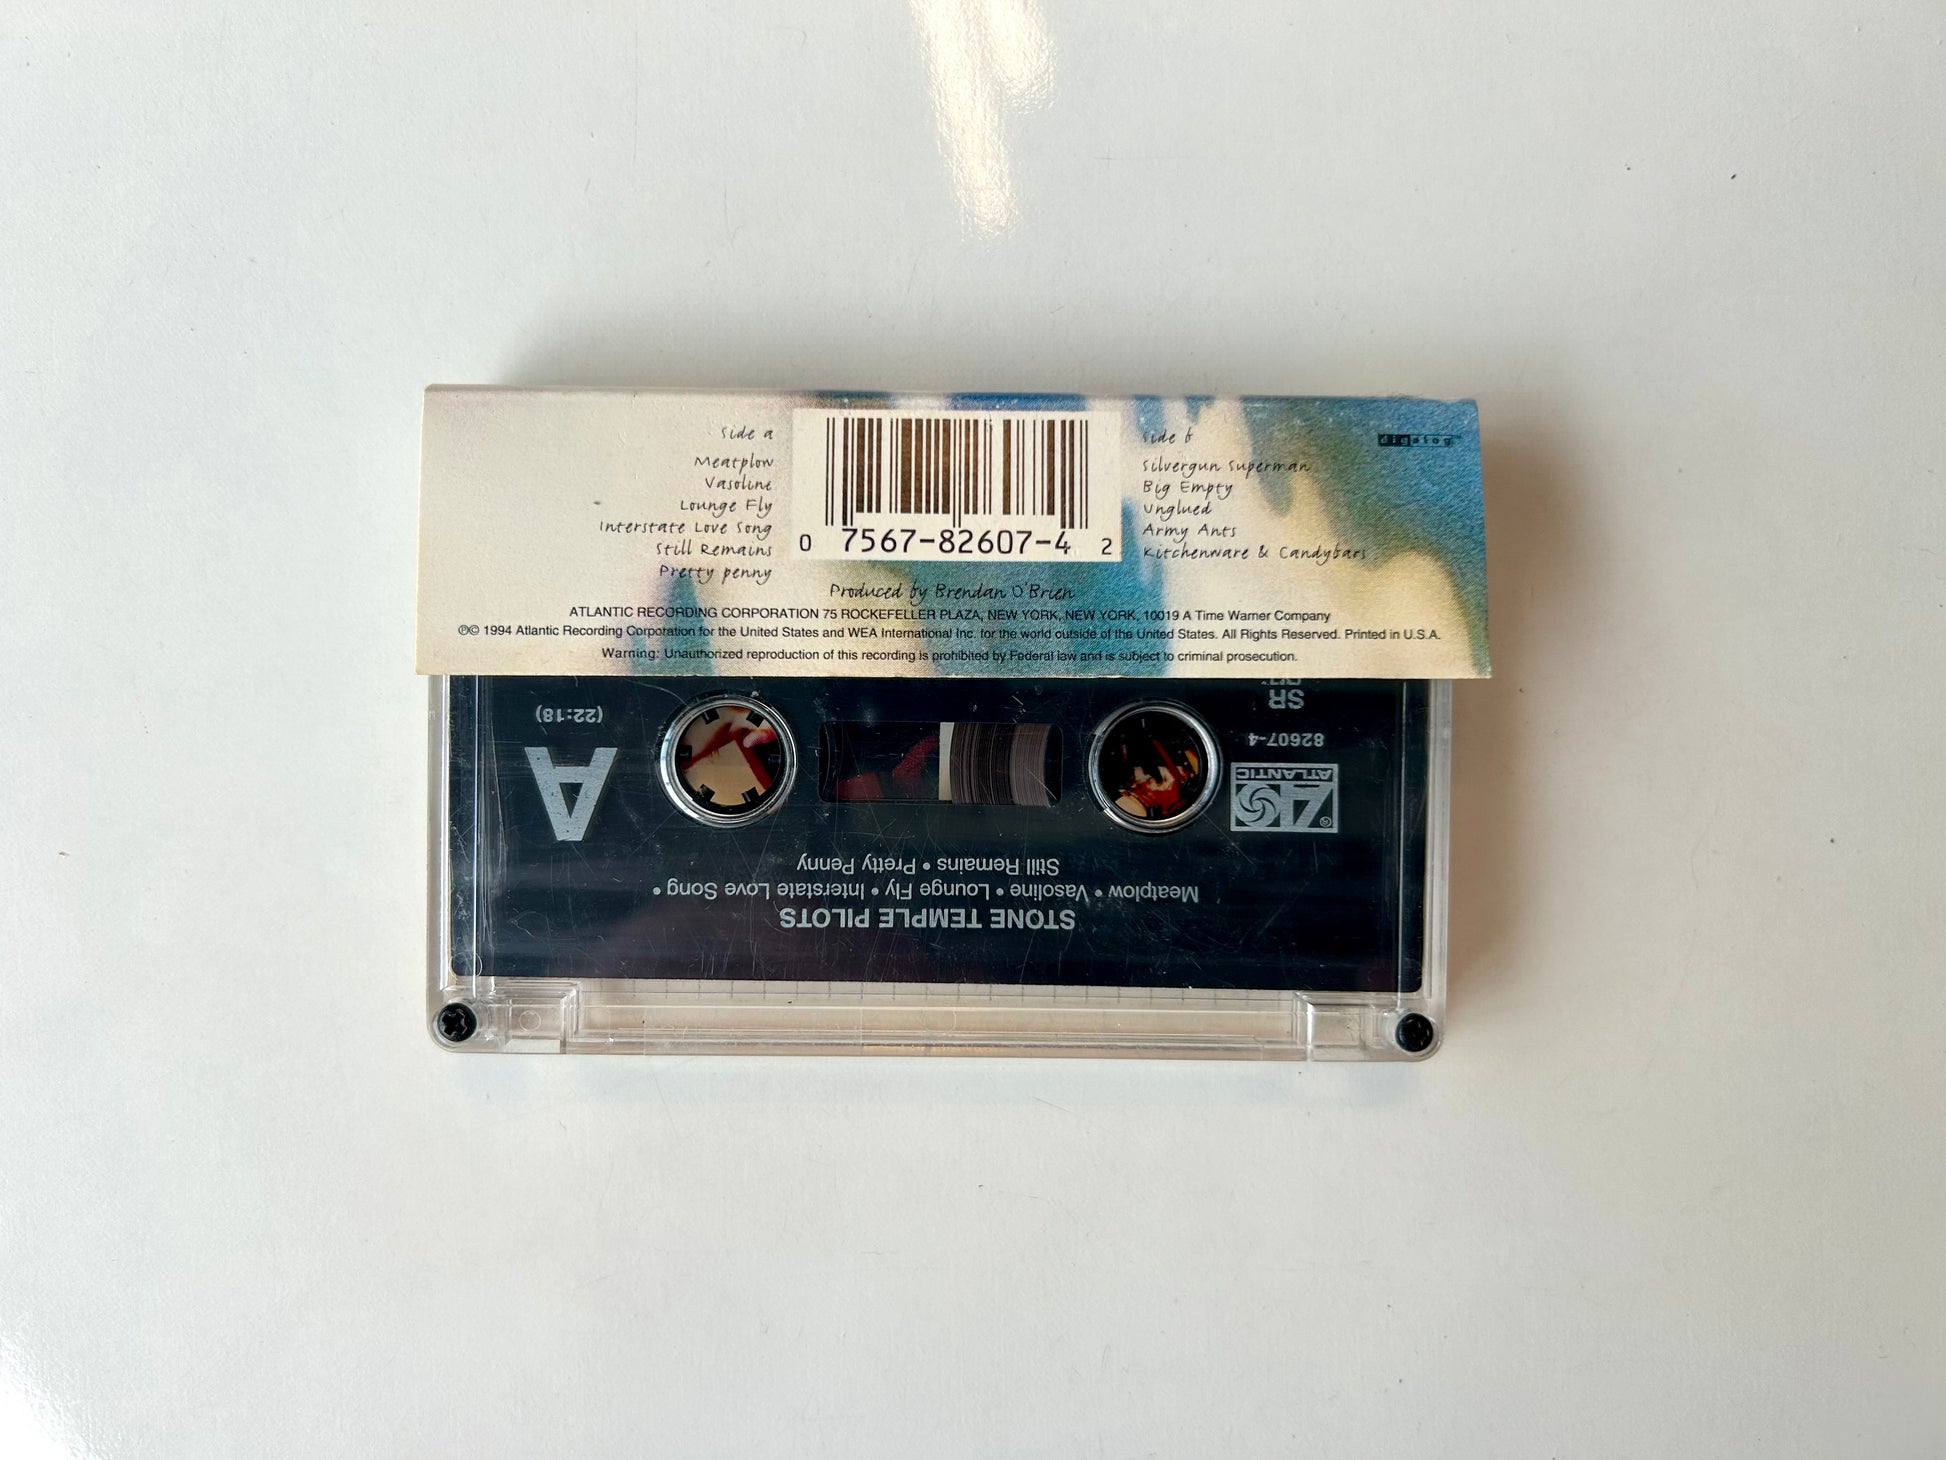 Side a
Meatplow
Vasoline
Lounge Fly
Interstate Love Song
Still Remains
Pretty penny
0 7567-82607-4 2
Side b
Silvergun Superman
Big Empty
Unglued
Army Ants
Kitchenware & Candybars
digalog™
Produced by Brendan O'Brien
ATLANTIC RECORDING CORPORATION 75 ROCKEFELLER PLAZA, NEW YORK, NEW YORK, 10019 A Time Warner Company
℗© 1994 Atlantic Recording Corporation for the United States and WEA International Inc. for the world outside of the United States. All Rights Reserved. Printed in U.S.A.
Warning: Unauthorized reproduction of this recording is prohibited by Federal law and is subject to criminal prosecution.
STONE TEMPLE PILOTS
Meatplow • Vasoline • Lounge Fly • Interstate Love Song •
Still Remains • Pretty Penny
ATLANTIC
®
82607-4
SR
A
(22:18)